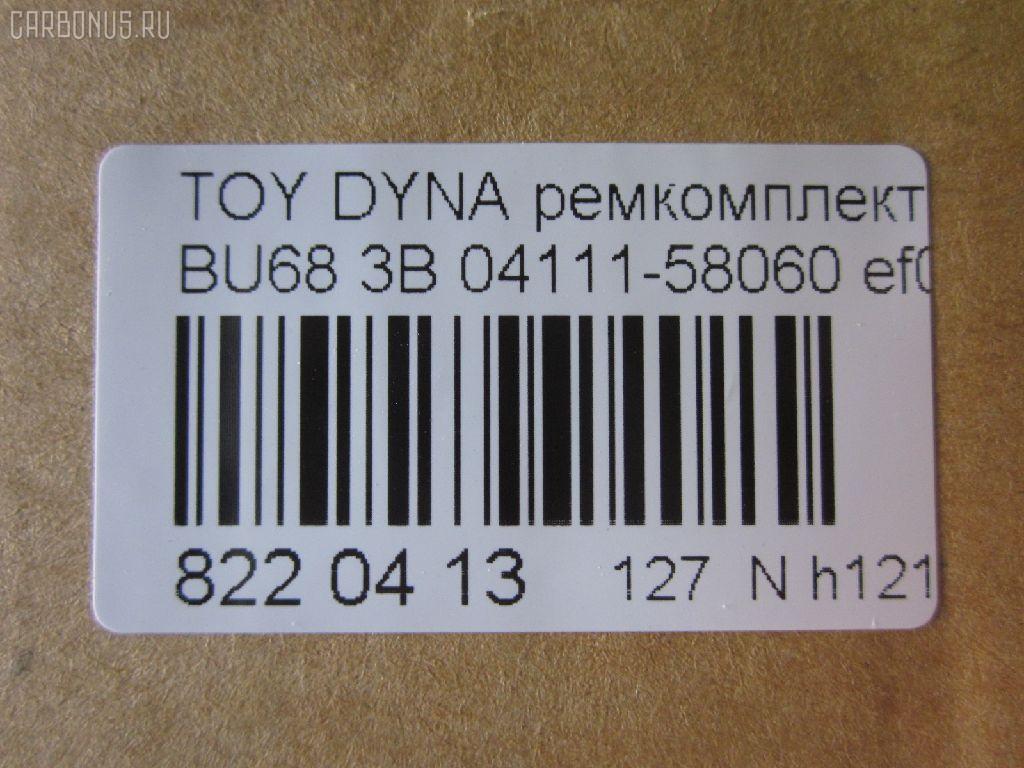 CARBONUS.RU
TOY DYNA ремкомплект
BU68 3B 04111-58060 ef0
822 04 13 127 N h121